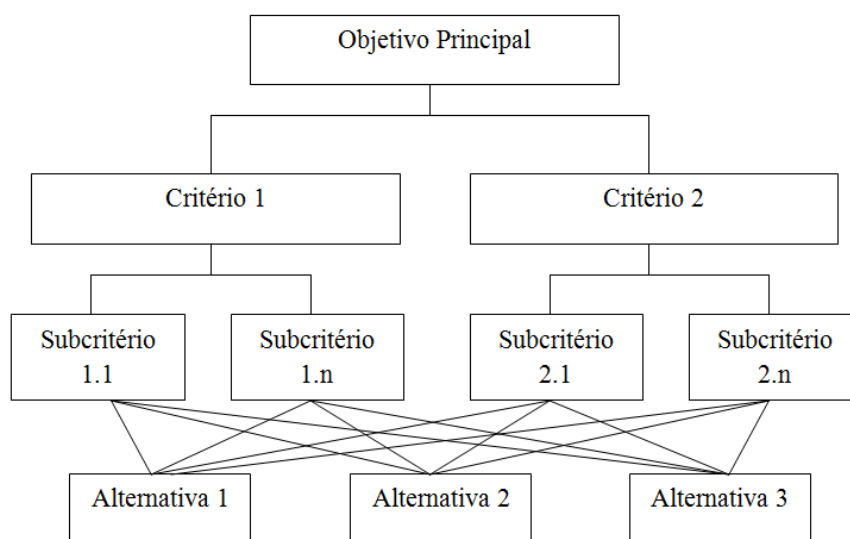 Objetivo Principal
Critério 1
Critério 2
Subcritério
1.1
Subcritério
1.n
Subcritério
2.1
Subcritério
2.n
Alternativa 1
Alternativa 2
Alternativa 3